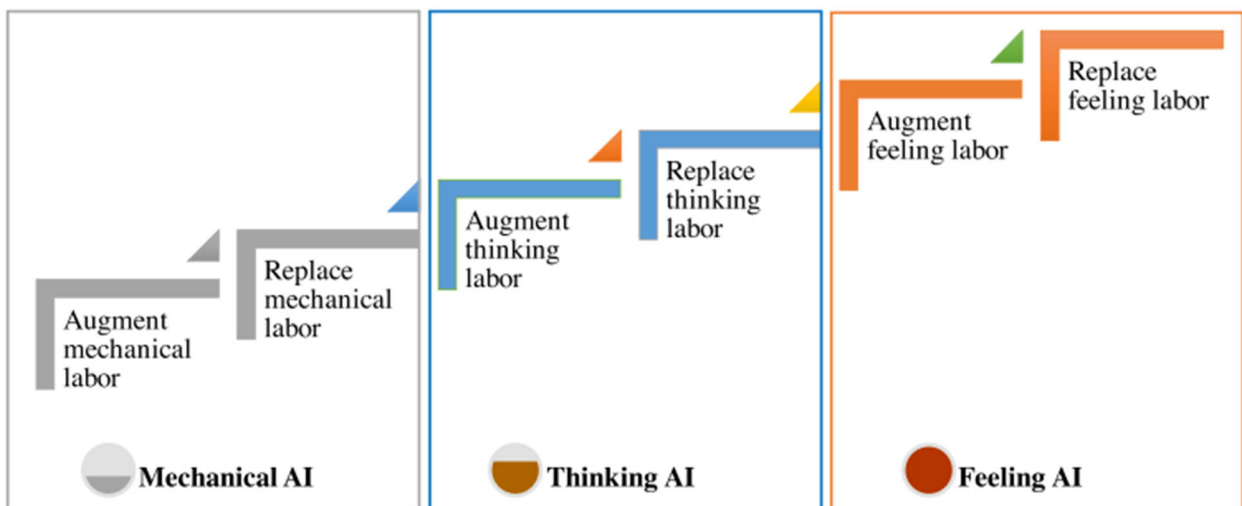 Augment
mechanical
labor
Replace
mechanical
labor
Mechanical AI
Augment
thinking
labor
Replace
thinking
labor
Thinking AI
Augment
feeling labor
Replace
feeling labor
Feeling AI